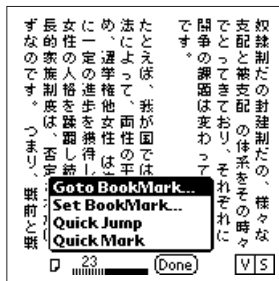 奴隷制だの封建制だの、様々な
支配と被支配 の体系をその時々
でとってきており、それぞれに
闘争の課題は変わって
です。
たとえば、我が国では
法によって、両性の平
め、選挙権他女性は
に一定の進歩を獲得し
女性の人格を蹂躙し続
長的家族制度は、否定
ずなのです。 つまり、戦前と戦
Goto BookMark...
Set BookMark...
Quick Jump
Quick Mark
23 Done V S